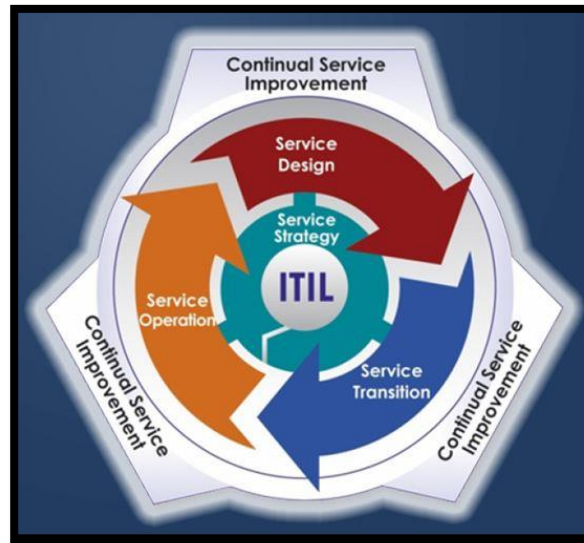 Continual Service
Improvement
Service
Design
Service
Strategy
ITIL
Service
Operation
Service
Transition
Continual Service
Improvement
Continual Service
Improvement